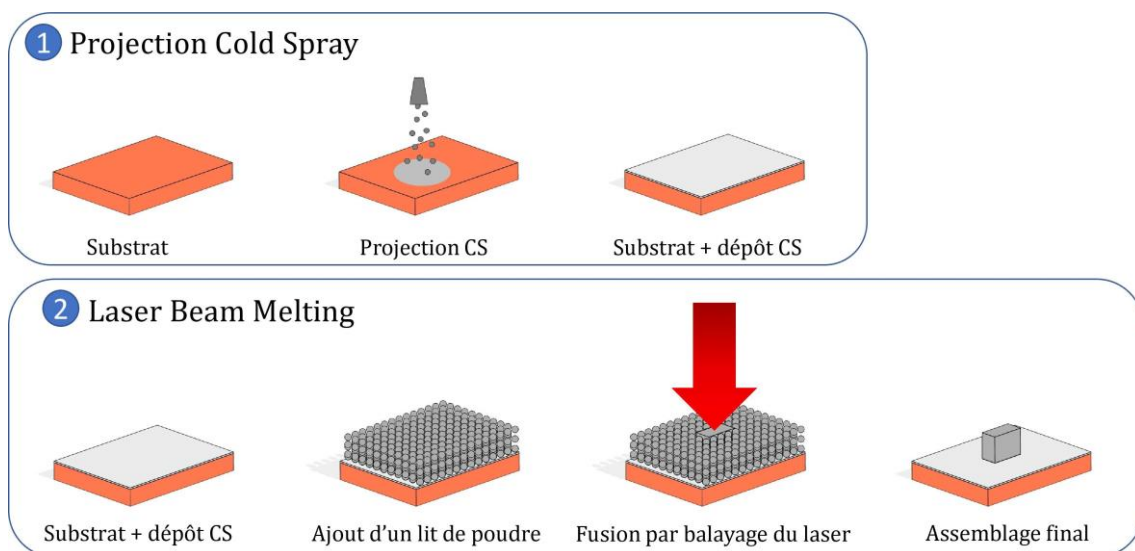 1 Projection Cold Spray
Substrat
Projection CS
Substrat + dépôt CS
2 Laser Beam Melting
Substrat + dépôt CS
Ajout d’un lit de poudre
Fusion par balayage du laser
Assemblage final